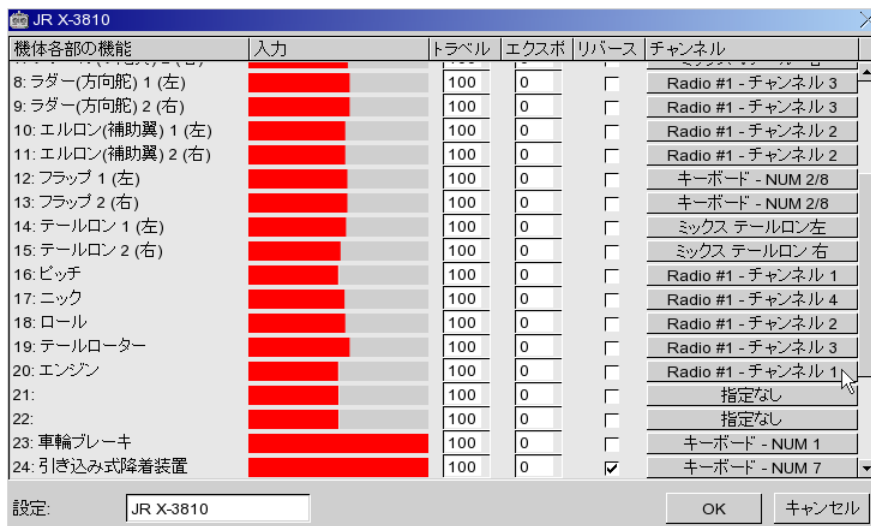 JR X-3810
機体各部の機能 入力 トラベル エクスポ リバース チャンネル
8: ラダー(方向舵) 1 (左) 100 0 Radio #1 - チャンネル 3
9: ラダー(方向舵) 2 (右) 100 0 Radio #1 - チャンネル 3
10: エルロン(補助翼) 1 (左) 100 0 Radio #1 - チャンネル 2
11: エルロン(補助翼) 2 (右) 100 0 Radio #1 - チャンネル 2
12: フラップ 1 (左) 100 0 キーボード - NUM 2/8
13: フラップ 2 (右) 100 0 キーボード - NUM 2/8
14: テールロン 1 (左) 100 0 ミックス テールロン左
15: テールロン 2 (右) 100 0 ミックス テールロン 右
16: ピッチ 100 0 Radio #1 - チャンネル 1
17: ニック 100 0 Radio #1 - チャンネル 4
18: ロール 100 0 Radio #1 - チャンネル 2
19: テールローター 100 0 Radio #1 - チャンネル 3
20: エンジン 100 0 Radio #1 - チャンネル 1
21: 100 0 指定なし
22: 100 0 指定なし
23: 車輪ブレーキ 100 0 キーボード - NUM 1
24: 引き込み式降着装置 100 0 キーボード - NUM 7
設定: JR X-3810 OK キャンセル